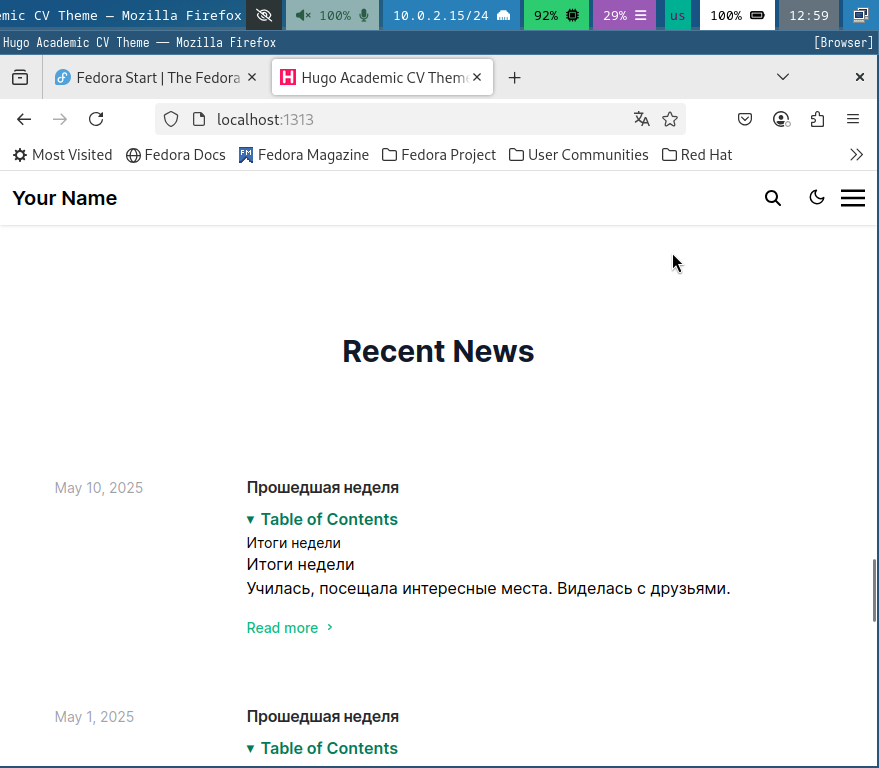 emic CV Theme — Mozilla Firefox 100% 10.0.2.15/24 92% 29% us 100% 12:59
Hugo Academic CV Theme — Mozilla Firefox [Browser]
Fedora Start | The Fedora Hugo Academic CV Theme
localhost:1313
Most Visited Fedora Docs Fedora Magazine Fedora Project User Communities Red Hat
Your Name
Recent News
May 10, 2025 Прошедшая неделя
Table of Contents
Итоги недели
Итоги недели
Училась, посещала интересные места. Виделась с друзьями.
Read more
May 1, 2025 Прошедшая неделя
Table of Contents